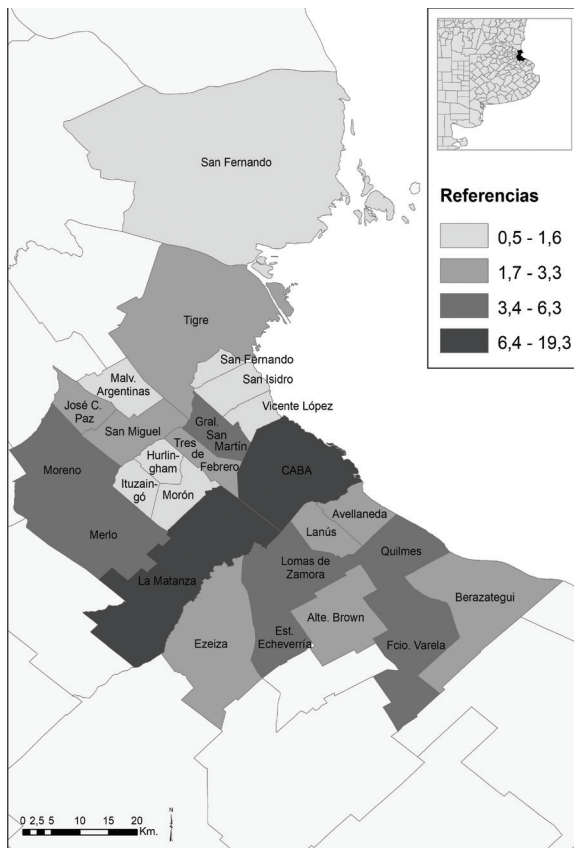 San Fernando
Referencias
0,5 - 1,6
1,7 - 3,3
3,4 - 6,3
6,4 - 19,3
Tigre
San Fernando
San Isidro
Vicente López
Malv.
Argentinas
José C.
Paz
San Miguel
Gral.
San
Martín
Tres
de
Febrero
Hurlin-
gham
Ituzain-
gó
Morón
Moreno
Merlo
CABA
La Matanza
Avellaneda
Lanús
Quilmes
Lomas de
Zamora
Berazategui
Alte. Brown
Est.
Echeverría
Ezeiza
Fcio. Varela
0 2,5 5 10 15 20
Km.
N